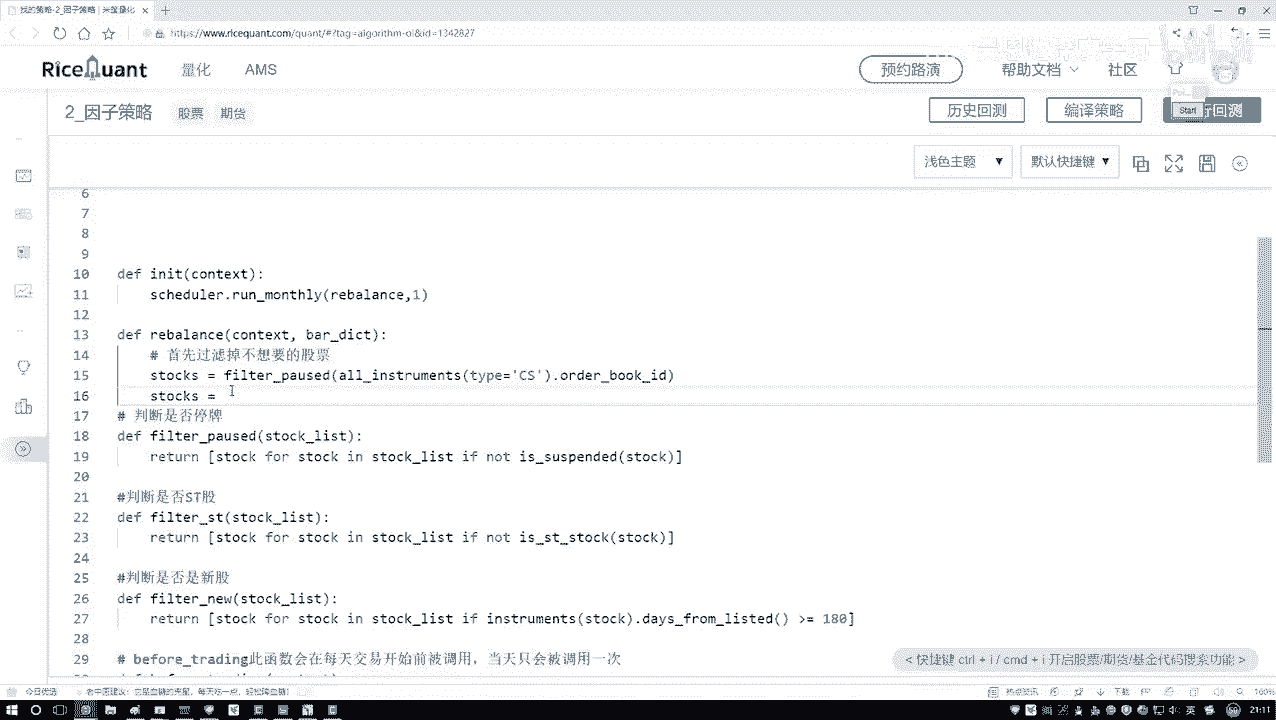 找的策略-2_因子策略 | 米筐量化
https://www.ricequant.com/quant/#?tag=algorithm-ol&id=1342827
RiceQuant 量化 AMS 预约路演 帮助文档 社区
2_因子策略 股票 期货 历史回测 编译策略 Start 行回测
浅色主题 默认快捷键
6
7
8
9
10 def init(context):
11 scheduler.run_monthly(rebalance,1)
12
13 def rebalance(context, bar_dict):
14 # 首先过滤掉不想要的股票
15 stocks = filter_paused(all_instruments(type='CS').order_book_id)
16 stocks =
17 # 判断是否停牌
18 def filter_paused(stock_list):
19 return [stock for stock in stock_list if not is_suspended(stock)]
20
21 #判断是否ST股
22 def filter_st(stock_list):
23 return [stock for stock in stock_list if not is_st_stock(stock)]
24
25 #判断是否是新股
26 def filter_new(stock_list):
27 return [stock for stock in stock_list if instruments(stock).days_from_listed() >= 180]
28
29 # before_trading此函数会在每天交易开始前被调用，当天只会被调用一次
<快捷键 ctrl + i / cmd + i 开启股票/期货/基金代码搜索功能 >
今日优选
100%
21:11